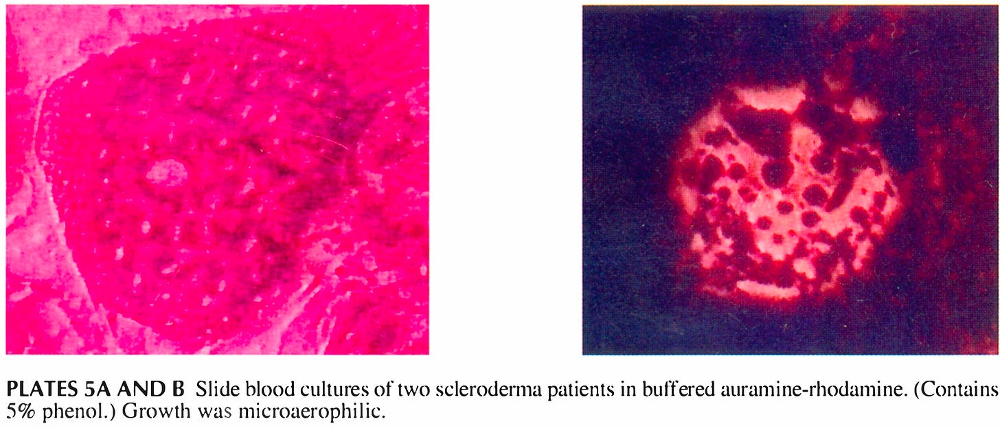 PLATES 5A AND B Slide blood cultures of two scleroderma patients in buffered auramine-rhodamine. (Contains
5% phenol.) Growth was microaerophilic.